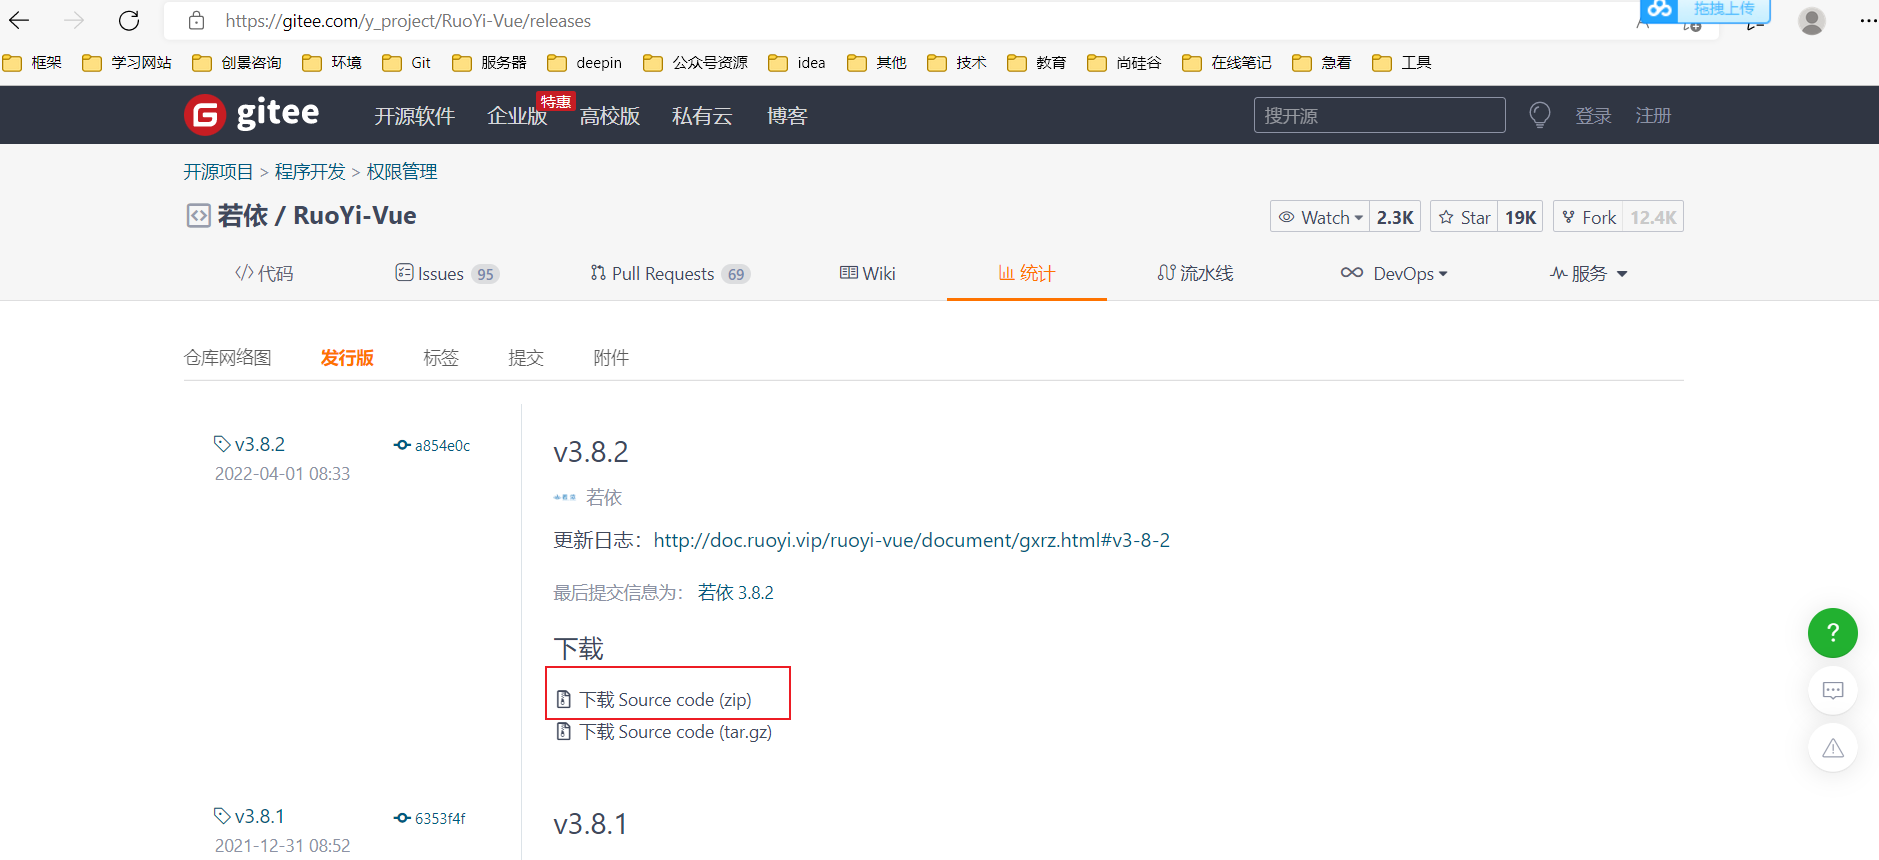 https://gitee.com/y_project/RuoYi-Vue/releases
拖拽上传
框架 学习网站 创景咨询 环境 Git 服务器 deepin 公众号资源 idea 其他 技术 教育 尚硅谷 在线笔记 急看 工具
gitee 开源软件 企业版 特惠 高校版 私有云 博客 搜开源 登录 注册
开源项目 > 程序开发 > 权限管理
若依 / RuoYi-Vue Watch 2.3K Star 19K Fork 12.4K
代码 Issues 95 Pull Requests 69 Wiki 统计 流水线 DevOps 服务
仓库网络图 发行版 标签 提交 附件
v3.8.2 a854e0c
2022-04-01 08:33
v3.8.2
若依
更新日志：http://doc.ruoyi.vip/ruoyi-vue/document/gxrz.html#v3-8-2
最后提交信息为： 若依 3.8.2
下载
下载 Source code (zip)
下载 Source code (tar.gz)
?
v3.8.1 6353f4f
2021-12-31 08:52
v3.8.1